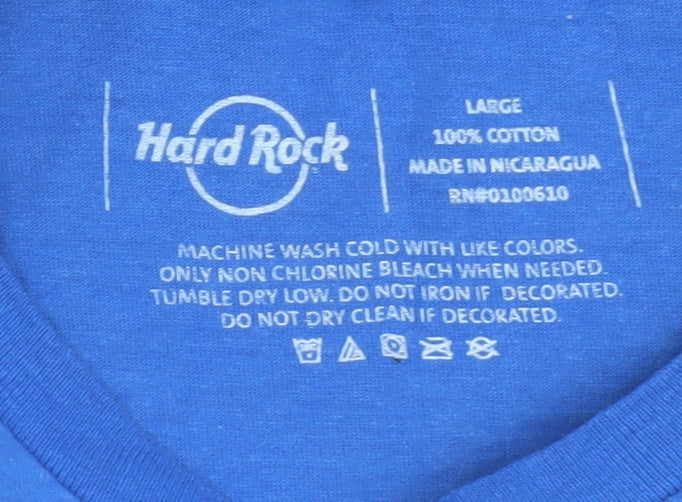 Hard Rock
LARGE
100% COTTON
MADE IN NICARAGUA
RN#0100610
MACHINE WASH COLD WITH LIKE COLORS.
ONLY NON CHLORINE BLEACH WHEN NEEDED.
TUMBLE DRY LOW. DO NOT IRON IF DECORATED.
DO NOT DRY CLEAN IF DECORATED.